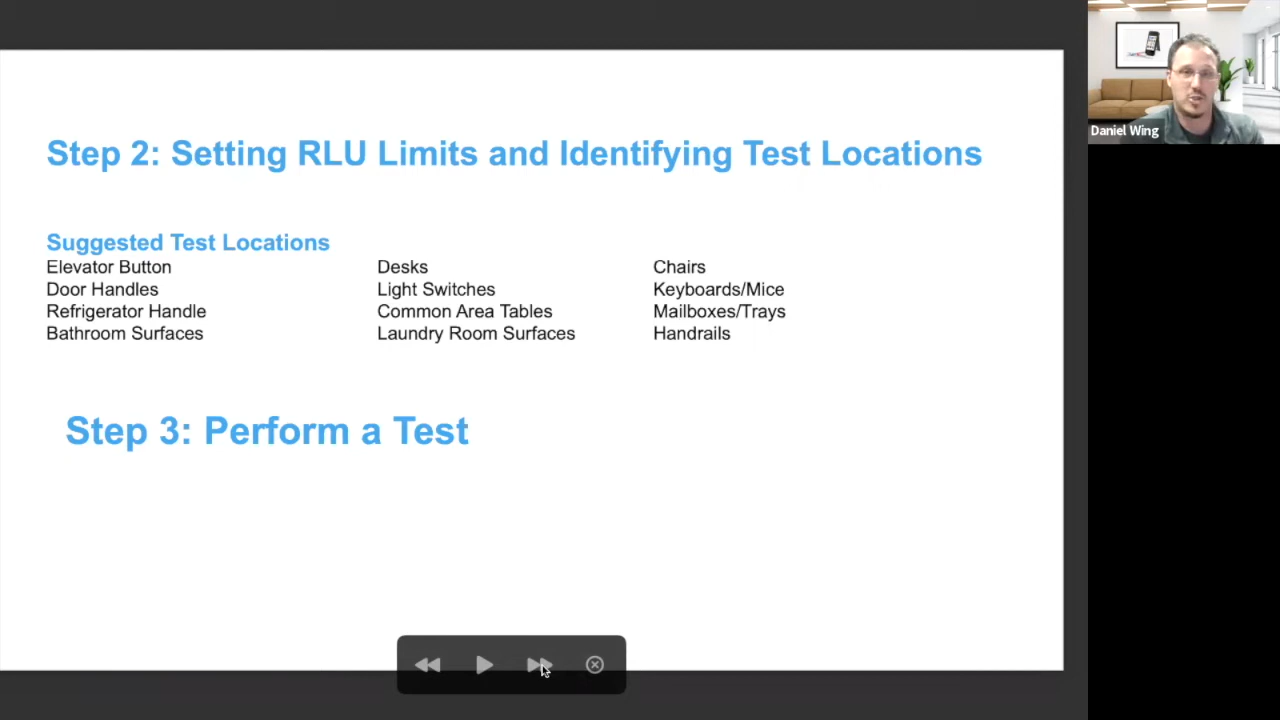 Step 2: Setting RLU Limits and Identifying Test Locations
Suggested Test Locations
Elevator Button
Door Handles
Refrigerator Handle
Bathroom Surfaces
Desks
Light Switches
Common Area Tables
Laundry Room Surfaces
Chairs
Keyboards/Mice
Mailboxes/Trays
Handrails
Step 3: Perform a Test
Daniel Wing